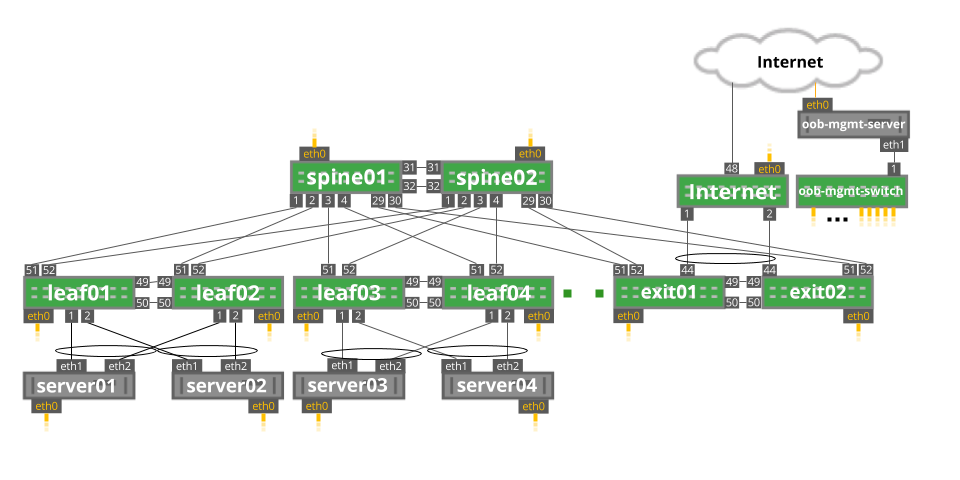 Internet
eth0
oob-mgmt-server
eth1
eth0 eth0 48 eth0 1
spine01 31 31 spine02 Internet oob-mgmt-switch
32 32
1 2 3 4 29 30 1 2 3 4 29 30 1 2
...
51 52 51 52 51 52 51 52 51 52 44 44 51 52
leaf01 49 49 leaf02 leaf03 49 49 leaf04 exit01 49 49 exit02
50 50 50 50 50 50
eth0 1 2 1 2 eth0 eth0 1 2 1 2 eth0 eth0 eth0
eth1 eth2 eth1 eth2 eth1 eth2 eth1 eth2
server01 server02 server03 server04
eth0 eth0 eth0 eth0